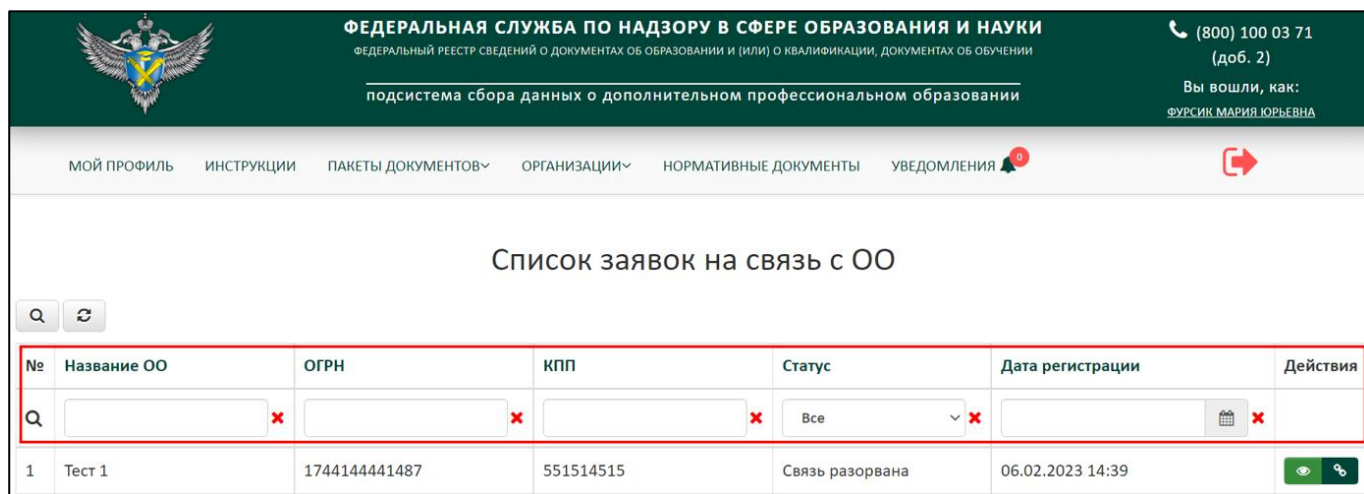 ФЕДЕРАЛЬНАЯ СЛУЖБА ПО НАДЗОРУ В СФЕРЕ ОБРАЗОВАНИЯ И НАУКИ
ФЕДЕРАЛЬНЫЙ РЕЕСТР СВЕДЕНИЙ О ДОКУМЕНТАХ ОБ ОБРАЗОВАНИИ И (ИЛИ) О КВАЛИФИКАЦИИ, ДОКУМЕНТАХ ОБ ОБУЧЕНИИ
подсистема сбора данных о дополнительном профессиональном образовании
(800) 100 03 71
(доб. 2)
Вы вошли, как:
ФУРСИК МАРИЯ ЮРЬЕВНА
МОЙ ПРОФИЛЬ ИНСТРУКЦИИ ПАКЕТЫ ДОКУМЕНТОВ ОРГАНИЗАЦИИ НОРМАТИВНЫЕ ДОКУМЕНТЫ УВЕДОМЛЕНИЯ 0
Список заявок на связь с ОО
№ Название ОО ОГРН КПП Статус Дата регистрации Действия
Все
1 Тест 1 1744144441487 551514515 Связь разорвана 06.02.2023 14:39